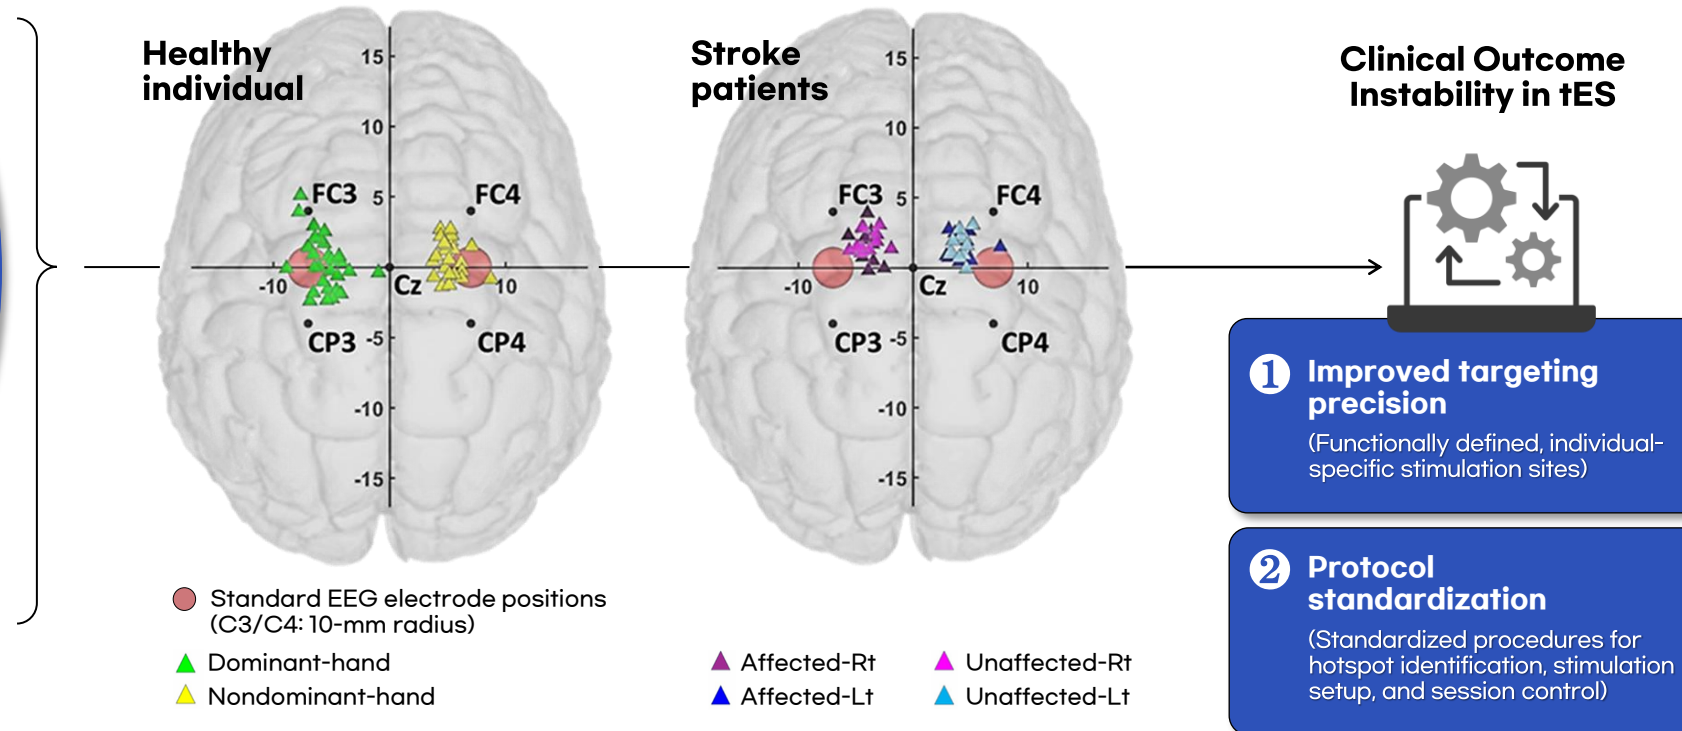 Healthy
individual
15
10
FC3
5
FC4
-10
Cz
10
CP3
-5
CP4
-10
-15
Standard EEG electrode positions
(C3/C4: 10-mm radius)
Dominant-hand
Nondominant-hand
Stroke
patients
15
10
FC3
5
FC4
-10
Cz
10
CP3
-5
CP4
-10
-15
Affected-Rt
Unaffected-Rt
Affected-Lt
Unaffected-Lt
Clinical Outcome
Instability in tES
1
Improved targeting
precision
(Functionally defined, individual-
specific stimulation sites)
2
Protocol
standardization
(Standardized procedures for
hotspot identification, stimulation
setup, and session control)